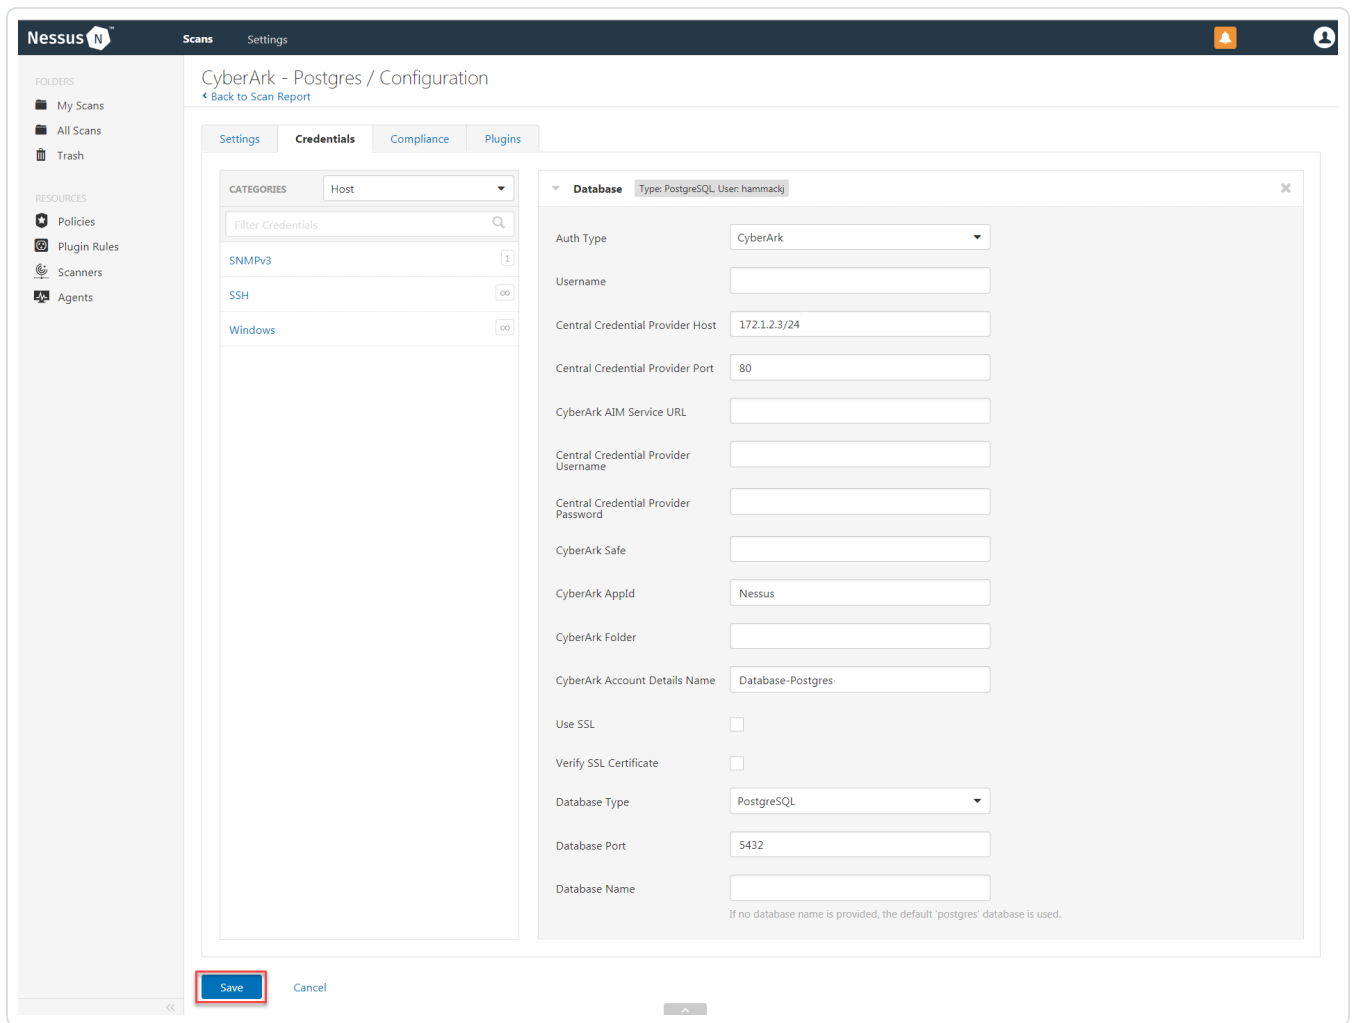 Nessus N ™
Scans
Settings
CyberArk - Postgres / Configuration
Back to Scan Report
FOLDERS
My Scans
All Scans
Trash
RESOURCES
Policies
Plugin Rules
Scanners
Agents
Settings
Credentials
Compliance
Plugins
CATEGORIES
Host
Filter Credentials
SNMPv3
1
SSH
∞
Windows
∞
Database
Type: PostgreSQL, User: hammackj
Auth Type
CyberArk
Username
Central Credential Provider Host
172.1.2.3/24
Central Credential Provider Port
80
CyberArk AIM Service URL
Central Credential Provider
Username
Central Credential Provider
Password
CyberArk Safe
CyberArk AppId
Nessus
CyberArk Folder
CyberArk Account Details Name
Database-Postgres-
Use SSL
Verify SSL Certificate
Database Type
PostgreSQL
Database Port
5432
Database Name
If no database name is provided, the default 'postgres' database is used.
Save
Cancel